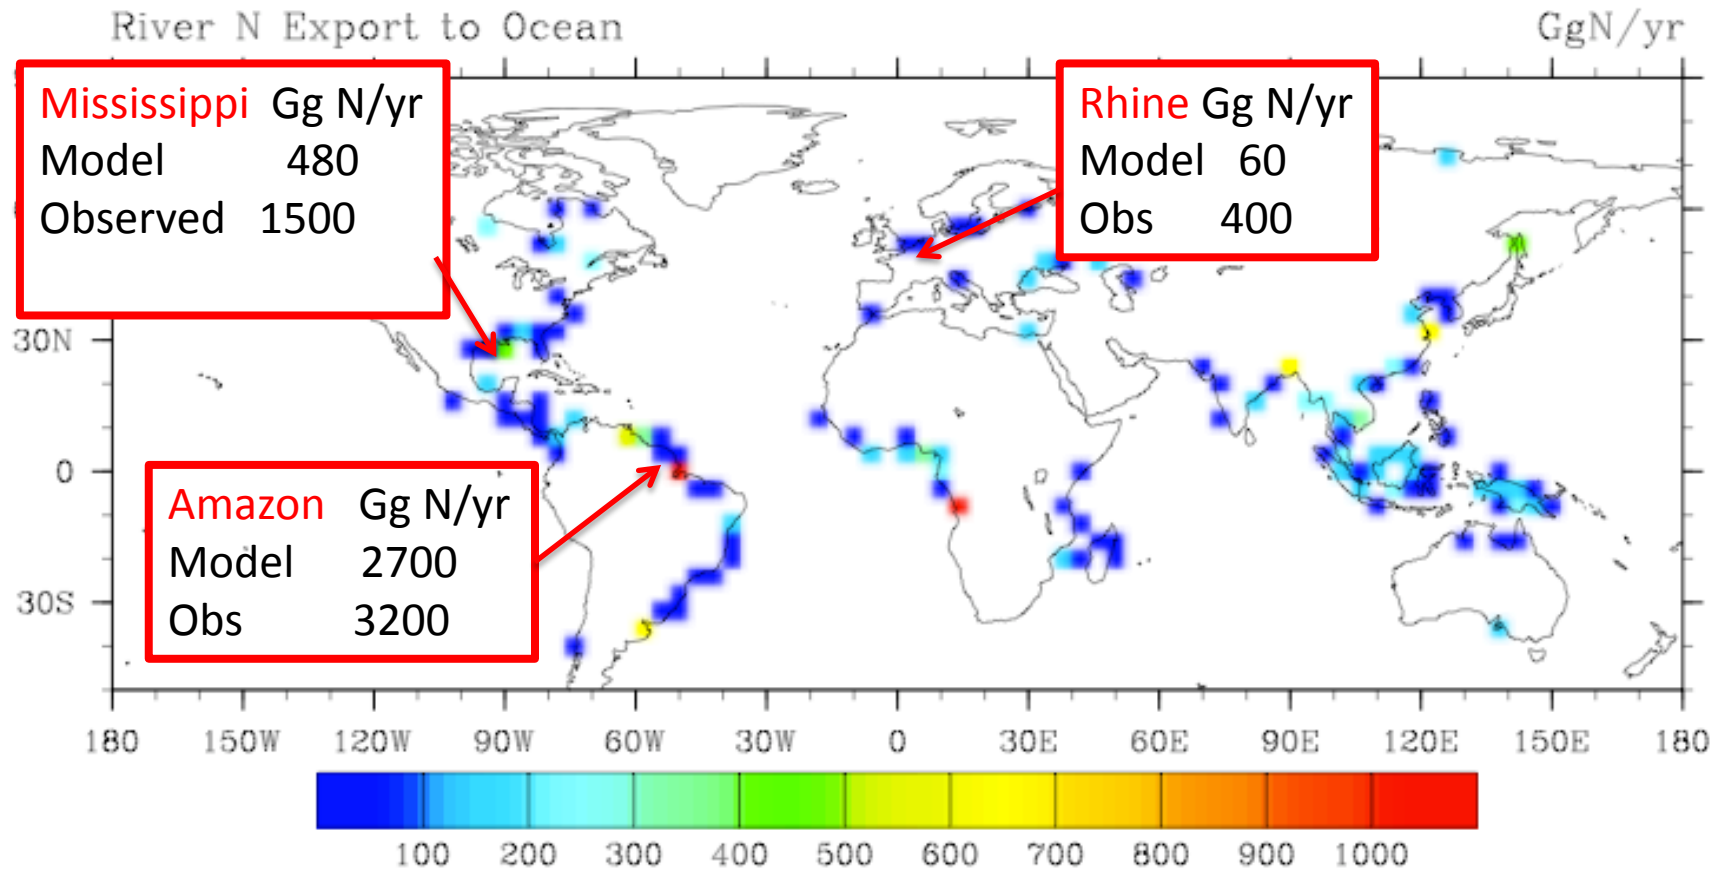 River N Export to Ocean
GgN/yr
Mississippi Gg N/yr
Model 480
Observed 1500
Rhine Gg N/yr
Model 60
Obs 400
Amazon Gg N/yr
Model 2700
Obs 3200
30N
0
30S
180 150W 120W 90W 60W 30W 0 30E 60E 90E 120E 150E 180
100 200 300 400 500 600 700 800 900 1000